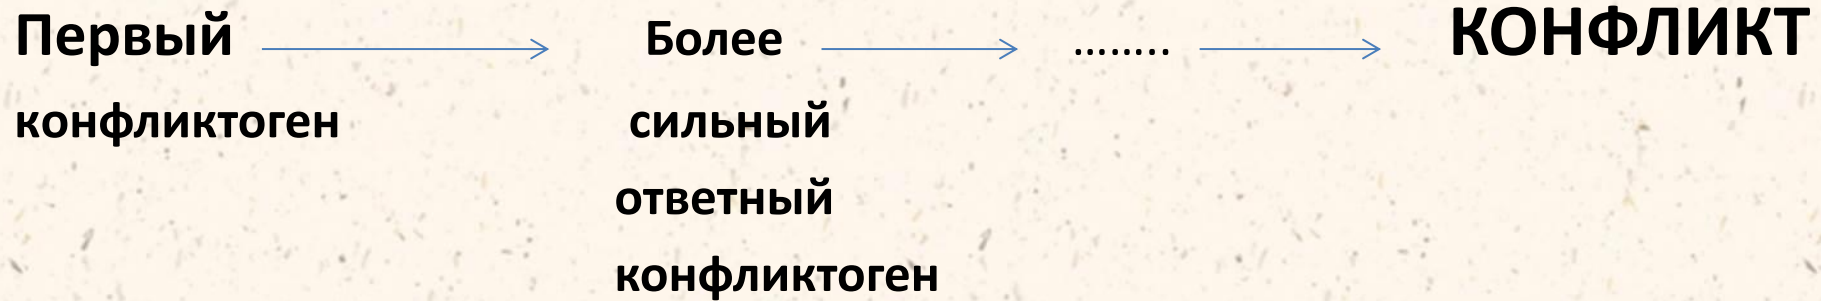 Первый Более ........ КОНФЛИКТ
конфликтоген сильный
ответный
конфликтоген